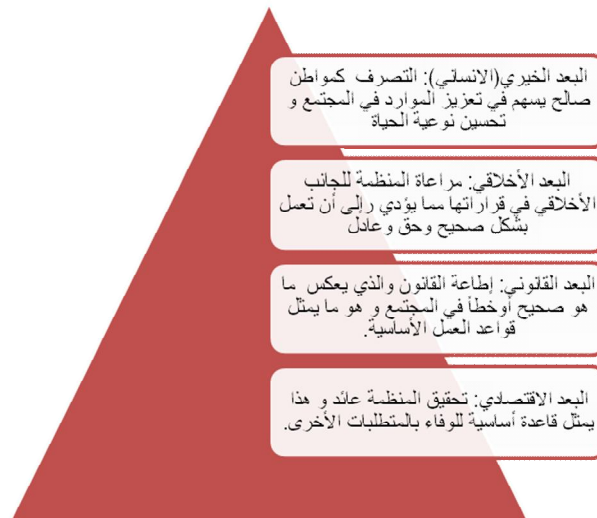 البعد الخيري(الانساني): التصرف كمواطن
صالح يسهم في تعزيز الموارد في المجتمع و
تحسين نوعية الحياة
البعد الأخلاقي: مراعاة المنظمة للجانب
الأخلاقي في قراراتها مما يؤدي رإلى أن تعمل
بشكل صحيح وحق وعادل
البعد القانوني: إطاعة القانون والذي يعكس ما
هو صحيح أوخطأ في المجتمع و هو ما يمثل
قواعد العمل الأساسية.
البعد الاقتصادي: تحقيق المنظمة عائد و هذا
يمثل قاعدة أساسية للوفاء بالمتطلبات الأخرى.